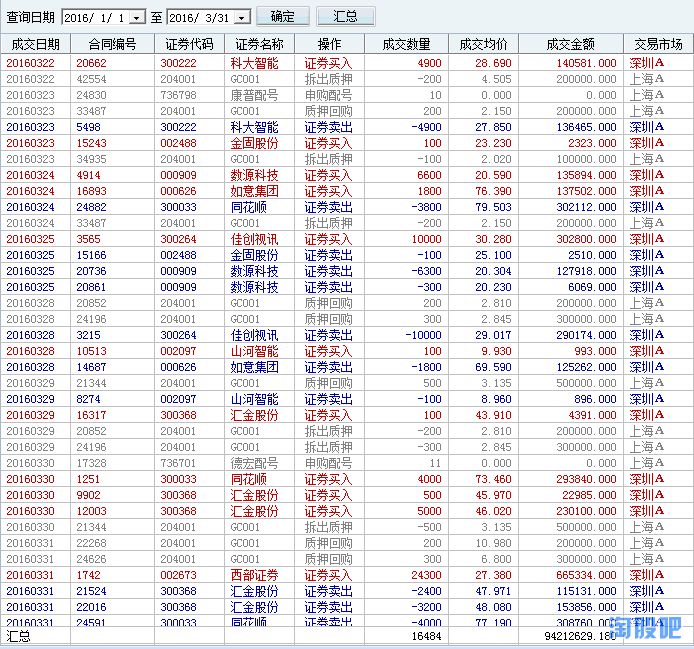 查询日期 2016/ 1/ 1 至 2016/ 3/31 确定 汇总
成交日期 合同编号 证券代码 证券名称 操作 成交数量 成交均价 成交金额 交易市场
20160322 20662 300222 科大智能 证券买入 4900 28.690 140581.000 深圳A
20160322 42554 204001 GC001 拆出质押 -200 4.505 200000.000 上海A
20160323 24830 736798 康普配号 申购配号 10 0.000 0.000 上海A
20160323 33487 204001 GC001 质押回购 200 2.150 200000.000 上海A
20160323 5498 300222 科大智能 证券卖出 -4900 27.850 136465.000 深圳A
20160323 15243 002488 金固股份 证券买入 100 23.230 2323.000 深圳A
20160323 34935 204001 GC001 拆出质押 -100 2.020 100000.000 上海A
20160324 4914 000909 数源科技 证券买入 6600 20.590 135894.000 深圳A
20160324 16893 000626 如意集团 证券买入 1800 76.390 137502.000 深圳A
20160324 24882 300033 同花顺 证券卖出 -3800 79.503 302112.000 深圳A
20160324 33487 204001 GC001 拆出质押 -200 2.150 200000.000 上海A
20160325 3565 300264 佳创视讯 证券买入 10000 30.280 302800.000 深圳A
20160325 15166 002488 金固股份 证券卖出 -100 25.100 2510.000 深圳A
20160325 20736 000909 数源科技 证券卖出 -6300 20.304 127918.000 深圳A
20160325 20861 000909 数源科技 证券卖出 -300 20.230 6069.000 深圳A
20160328 20852 204001 GC001 质押回购 200 2.810 200000.000 上海A
20160328 24196 204001 GC001 质押回购 300 2.845 300000.000 上海A
20160328 3215 300264 佳创视讯 证券卖出 -10000 29.017 290174.000 深圳A
20160328 10513 002097 山河智能 证券买入 100 9.930 993.000 深圳A
20160328 14687 000626 如意集团 证券卖出 -1800 69.590 125262.000 深圳A
20160329 21344 204001 GC001 质押回购 500 3.135 500000.000 上海A
20160329 8274 002097 山河智能 证券卖出 -100 8.960 896.000 深圳A
20160329 16317 300368 汇金股份 证券买入 100 43.910 4391.000 深圳A
20160329 20852 204001 GC001 拆出质押 -200 2.810 200000.000 上海A
20160329 24196 204001 GC001 拆出质押 -300 2.845 300000.000 上海A
20160330 17328 736701 德宏配号 申购配号 11 0.000 0.000 上海A
20160330 1251 300033 同花顺 证券买入 4000 73.460 293840.000 深圳A
20160330 9902 300368 汇金股份 证券买入 500 45.970 22985.000 深圳A
20160330 12003 300368 汇金股份 证券买入 5000 46.020 230100.000 深圳A
20160330 21344 204001 GC001 拆出质押 -500 3.135 500000.000 上海A
20160331 22268 204001 GC001 质押回购 200 10.980 200000.000 上海A
20160331 24626 204001 GC001 质押回购 300 6.800 300000.000 上海A
20160331 1742 002673 西部证券 证券买入 24300 27.380 665334.000 深圳A
20160331 21524 300368 汇金股份 证券卖出 -2400 47.971 115131.000 深圳A
20160331 22016 300368 汇金股份 证券卖出 -3200 48.080 153856.000 深圳A
20160331 24591 300033 同花顺 证券卖出 -4000 77.190 308760.000 深圳A
汇总 16484 94212629.180
淘股吧